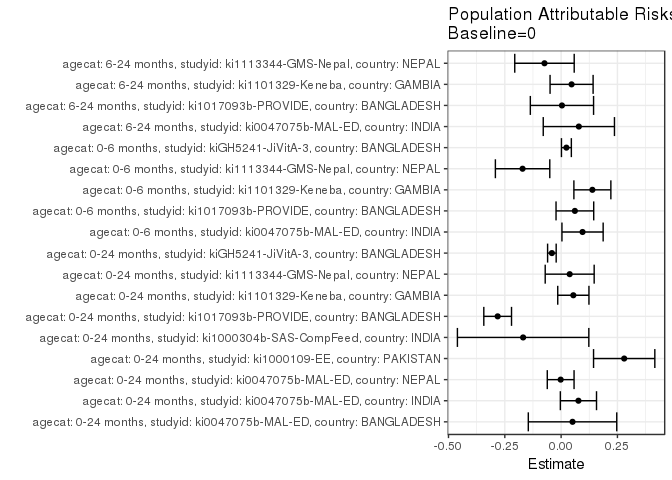 Population Attributable Risks
Baseline=0
agecat: 6-24 months, studyid: ki1113344-GMS-Nepal, country: NEPAL
agecat: 6-24 months, studyid: ki1101329-Keneba, country: GAMBIA
agecat: 6-24 months, studyid: ki1017093b-PROVIDE, country: BANGLADESH
agecat: 6-24 months, studyid: ki0047075b-MAL-ED, country: INDIA
agecat: 0-6 months, studyid: kiGH5241-JiVitA-3, country: BANGLADESH
agecat: 0-6 months, studyid: ki1113344-GMS-Nepal, country: NEPAL
agecat: 0-6 months, studyid: ki1101329-Keneba, country: GAMBIA
agecat: 0-6 months, studyid: ki1017093b-PROVIDE, country: BANGLADESH
agecat: 0-6 months, studyid: ki0047075b-MAL-ED, country: INDIA
agecat: 0-24 months, studyid: kiGH5241-JiVitA-3, country: BANGLADESH
agecat: 0-24 months, studyid: ki1113344-GMS-Nepal, country: NEPAL
agecat: 0-24 months, studyid: ki1101329-Keneba, country: GAMBIA
agecat: 0-24 months, studyid: ki1017093b-PROVIDE, country: BANGLADESH
agecat: 0-24 months, studyid: ki1000304b-SAS-CompFeed, country: INDIA
agecat: 0-24 months, studyid: ki1000109-EE, country: PAKISTAN
agecat: 0-24 months, studyid: ki0047075b-MAL-ED, country: NEPAL
agecat: 0-24 months, studyid: ki0047075b-MAL-ED, country: INDIA
agecat: 0-24 months, studyid: ki0047075b-MAL-ED, country: BANGLADESH
-0.50 -0.25 0.00 0.25
Estimate